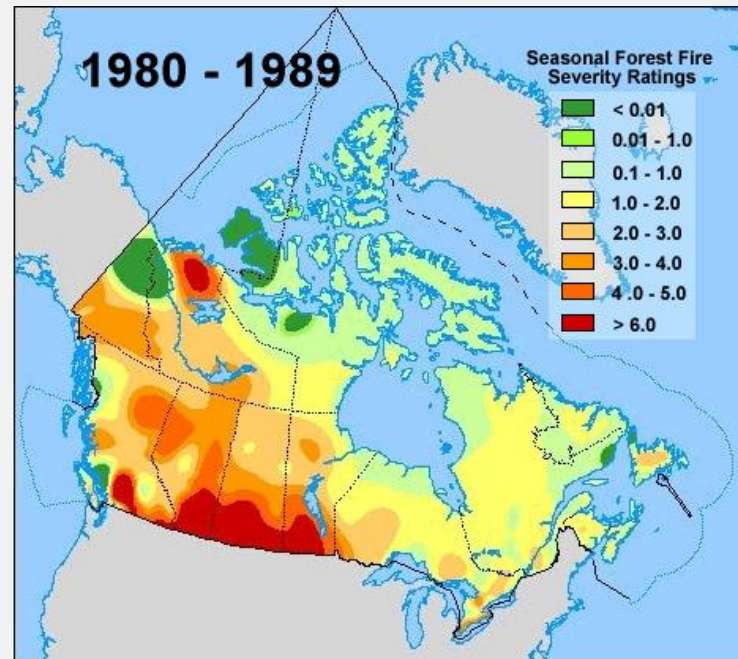 1980 - 1989
Seasonal Forest Fire
Severity Ratings
< 0.01
0.01 - 1.0
0.1 - 1.0
1.0 - 2.0
2.0 - 3.0
3.0 - 4.0
4 .0 - 5.0
> 6.0